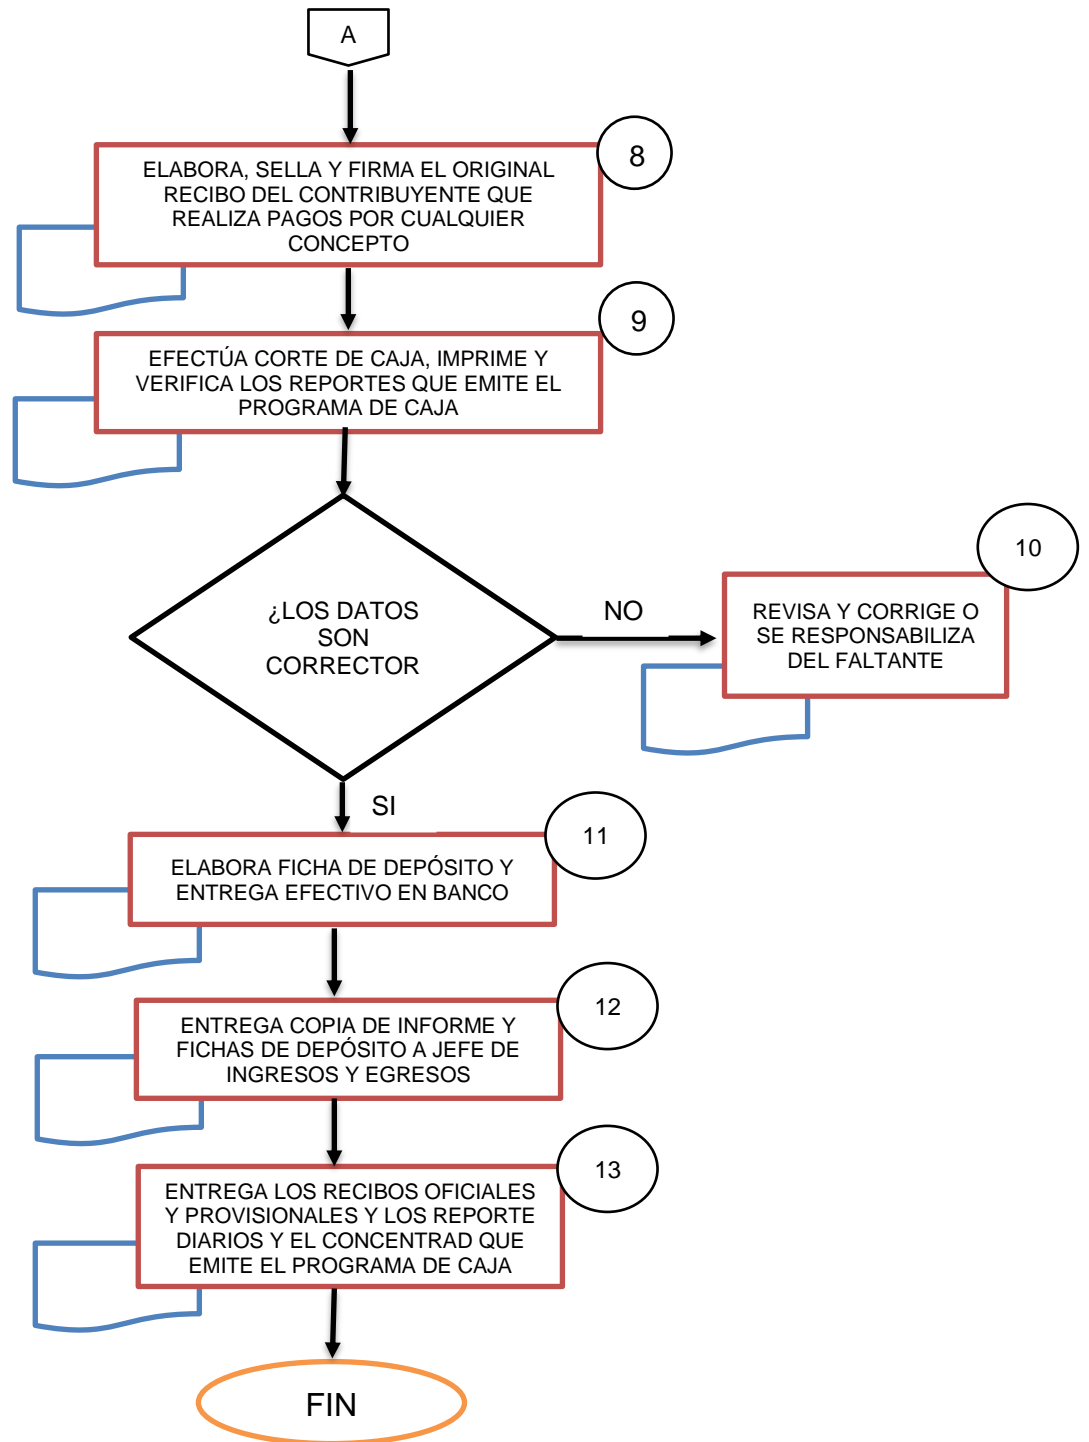 A
8
ELABORA, SELLA Y FIRMA EL ORIGINAL
RECIBO DEL CONTRIBUYENTE QUE
REALIZA PAGOS POR CUALQUIER
CONCEPTO
9
EFECTÚA CORTE DE CAJA, IMPRIME Y
VERIFICA LOS REPORTES QUE EMITE EL
PROGRAMA DE CAJA
¿LOS DATOS
SON
CORRECTOR
NO
10
REVISA Y CORRIGE O
SE RESPONSABILIZA
DEL FALTANTE
SI
11
ELABORA FICHA DE DEPÓSITO Y
ENTREGA EFECTIVO EN BANCO
12
ENTREGA COPIA DE INFORME Y
FICHAS DE DEPÓSITO A JEFE DE
INGRESOS Y EGRESOS
13
ENTREGA LOS RECIBOS OFICIALES
Y PROVISIONALES Y LOS REPORTE
DIARIOS Y EL CONCENTRAD QUE
EMITE EL PROGRAMA DE CAJA
FIN